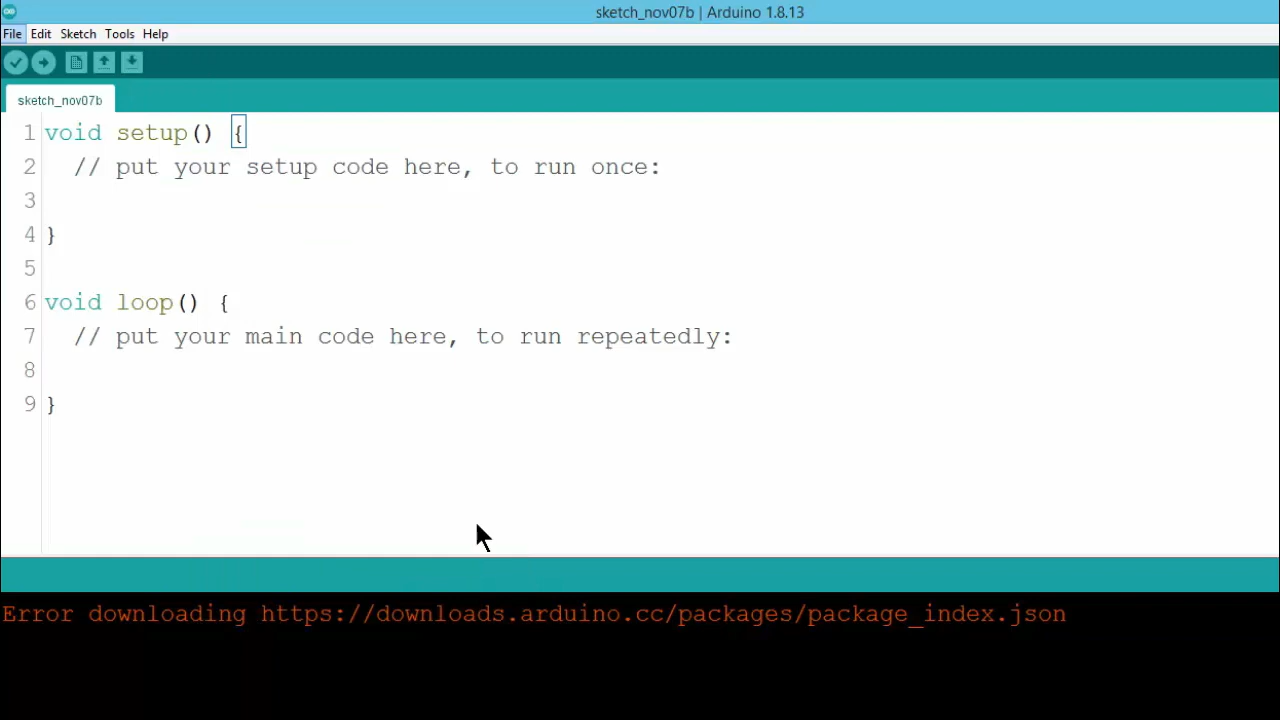 sketch_nov07b | Arduino 1.8.13
File Edit Sketch Tools Help
sketch_nov07b
1 void setup() {
2   // put your setup code here, to run once:
3
4 }
5
6 void loop() {
7   // put your main code here, to run repeatedly:
8
9 }
Error downloading https://downloads.arduino.cc/packages/package_index.json